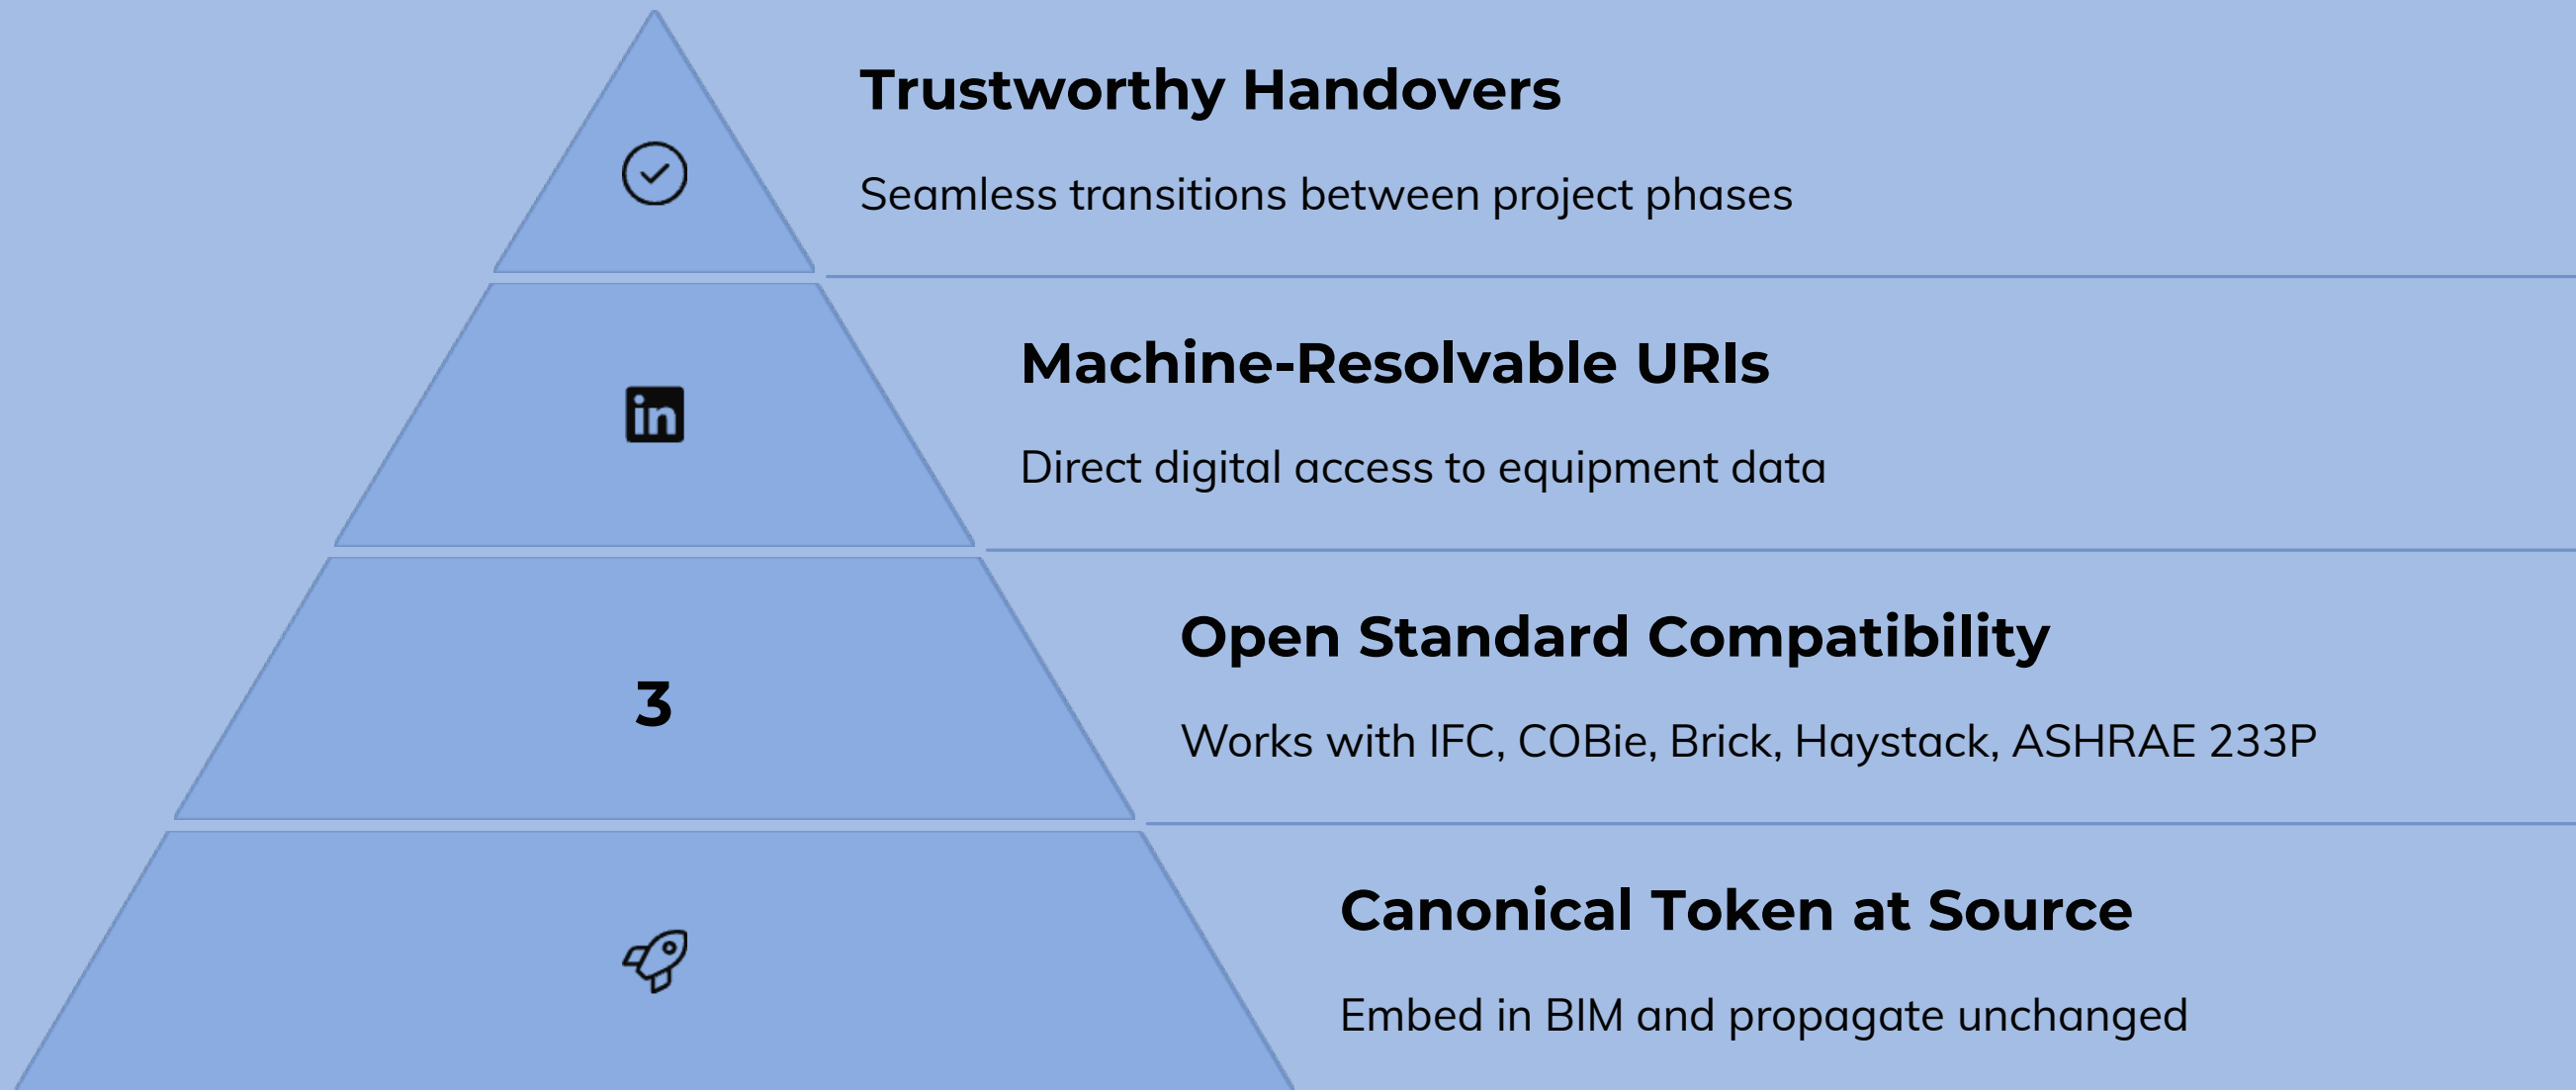 Trustworthy Handovers
Seamless transitions between project phases
in
Machine-Resolvable URIs
Direct digital access to equipment data
3
Open Standard Compatibility
Works with IFC, COBie, Brick, Haystack, ASHRAE 233P
Canonical Token at Source
Embed in BIM and propagate unchanged